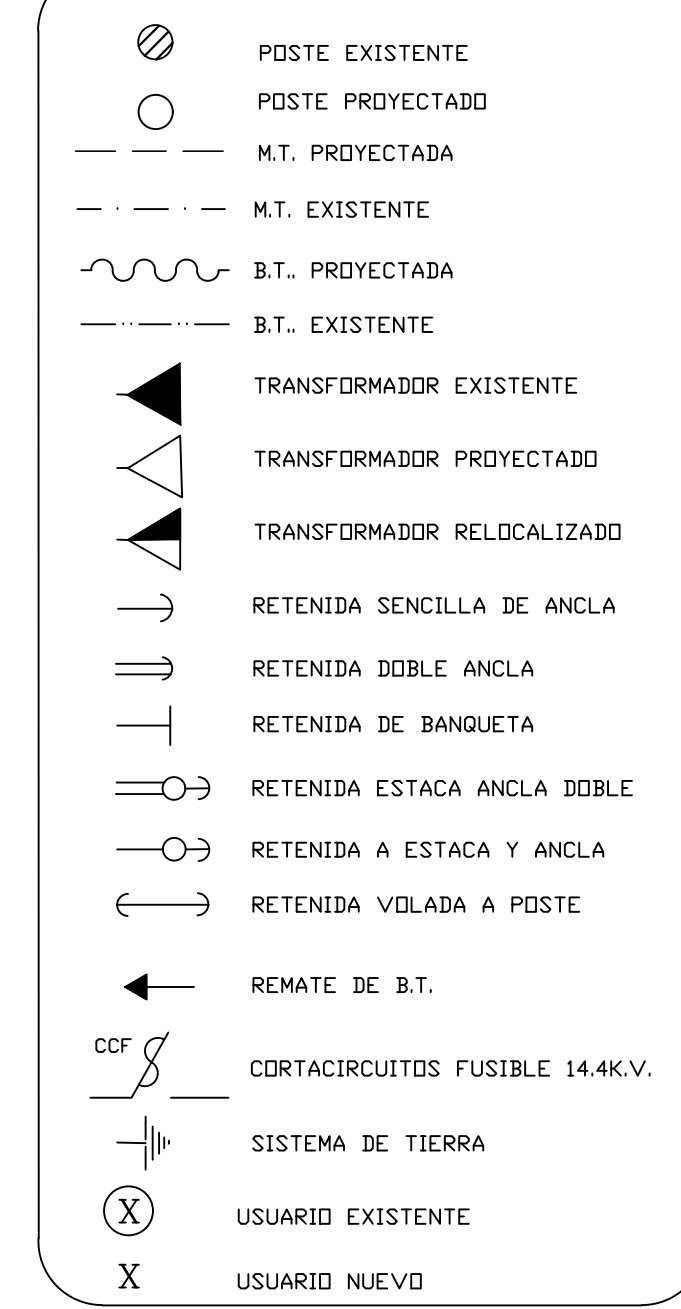 POSTE EXISTENTE
POSTE PROYECTADO
M.T. PROYECTADA
M.T. EXISTENTE
B.T.. PROYECTADA
B.T.. EXISTENTE
TRANSFORMADOR EXISTENTE
TRANSFORMADOR PROYECTADO
TRANSFORMADOR RELOCALIZADO
RETENIDA SENCILLA DE ANCLA
RETENIDA DOBLE ANCLA
RETENIDA DE BANQUETA
RETENIDA ESTACA ANCLA DOBLE
RETENIDA A ESTACA Y ANCLA
RETENIDA VOLADA A POSTE
REMATE DE B.T.
CCF CORTACIRCUITOS FUSIBLE 14.4K.V.
SISTEMA DE TIERRA
X USUARIO EXISTENTE
X USUARIO NUEVO